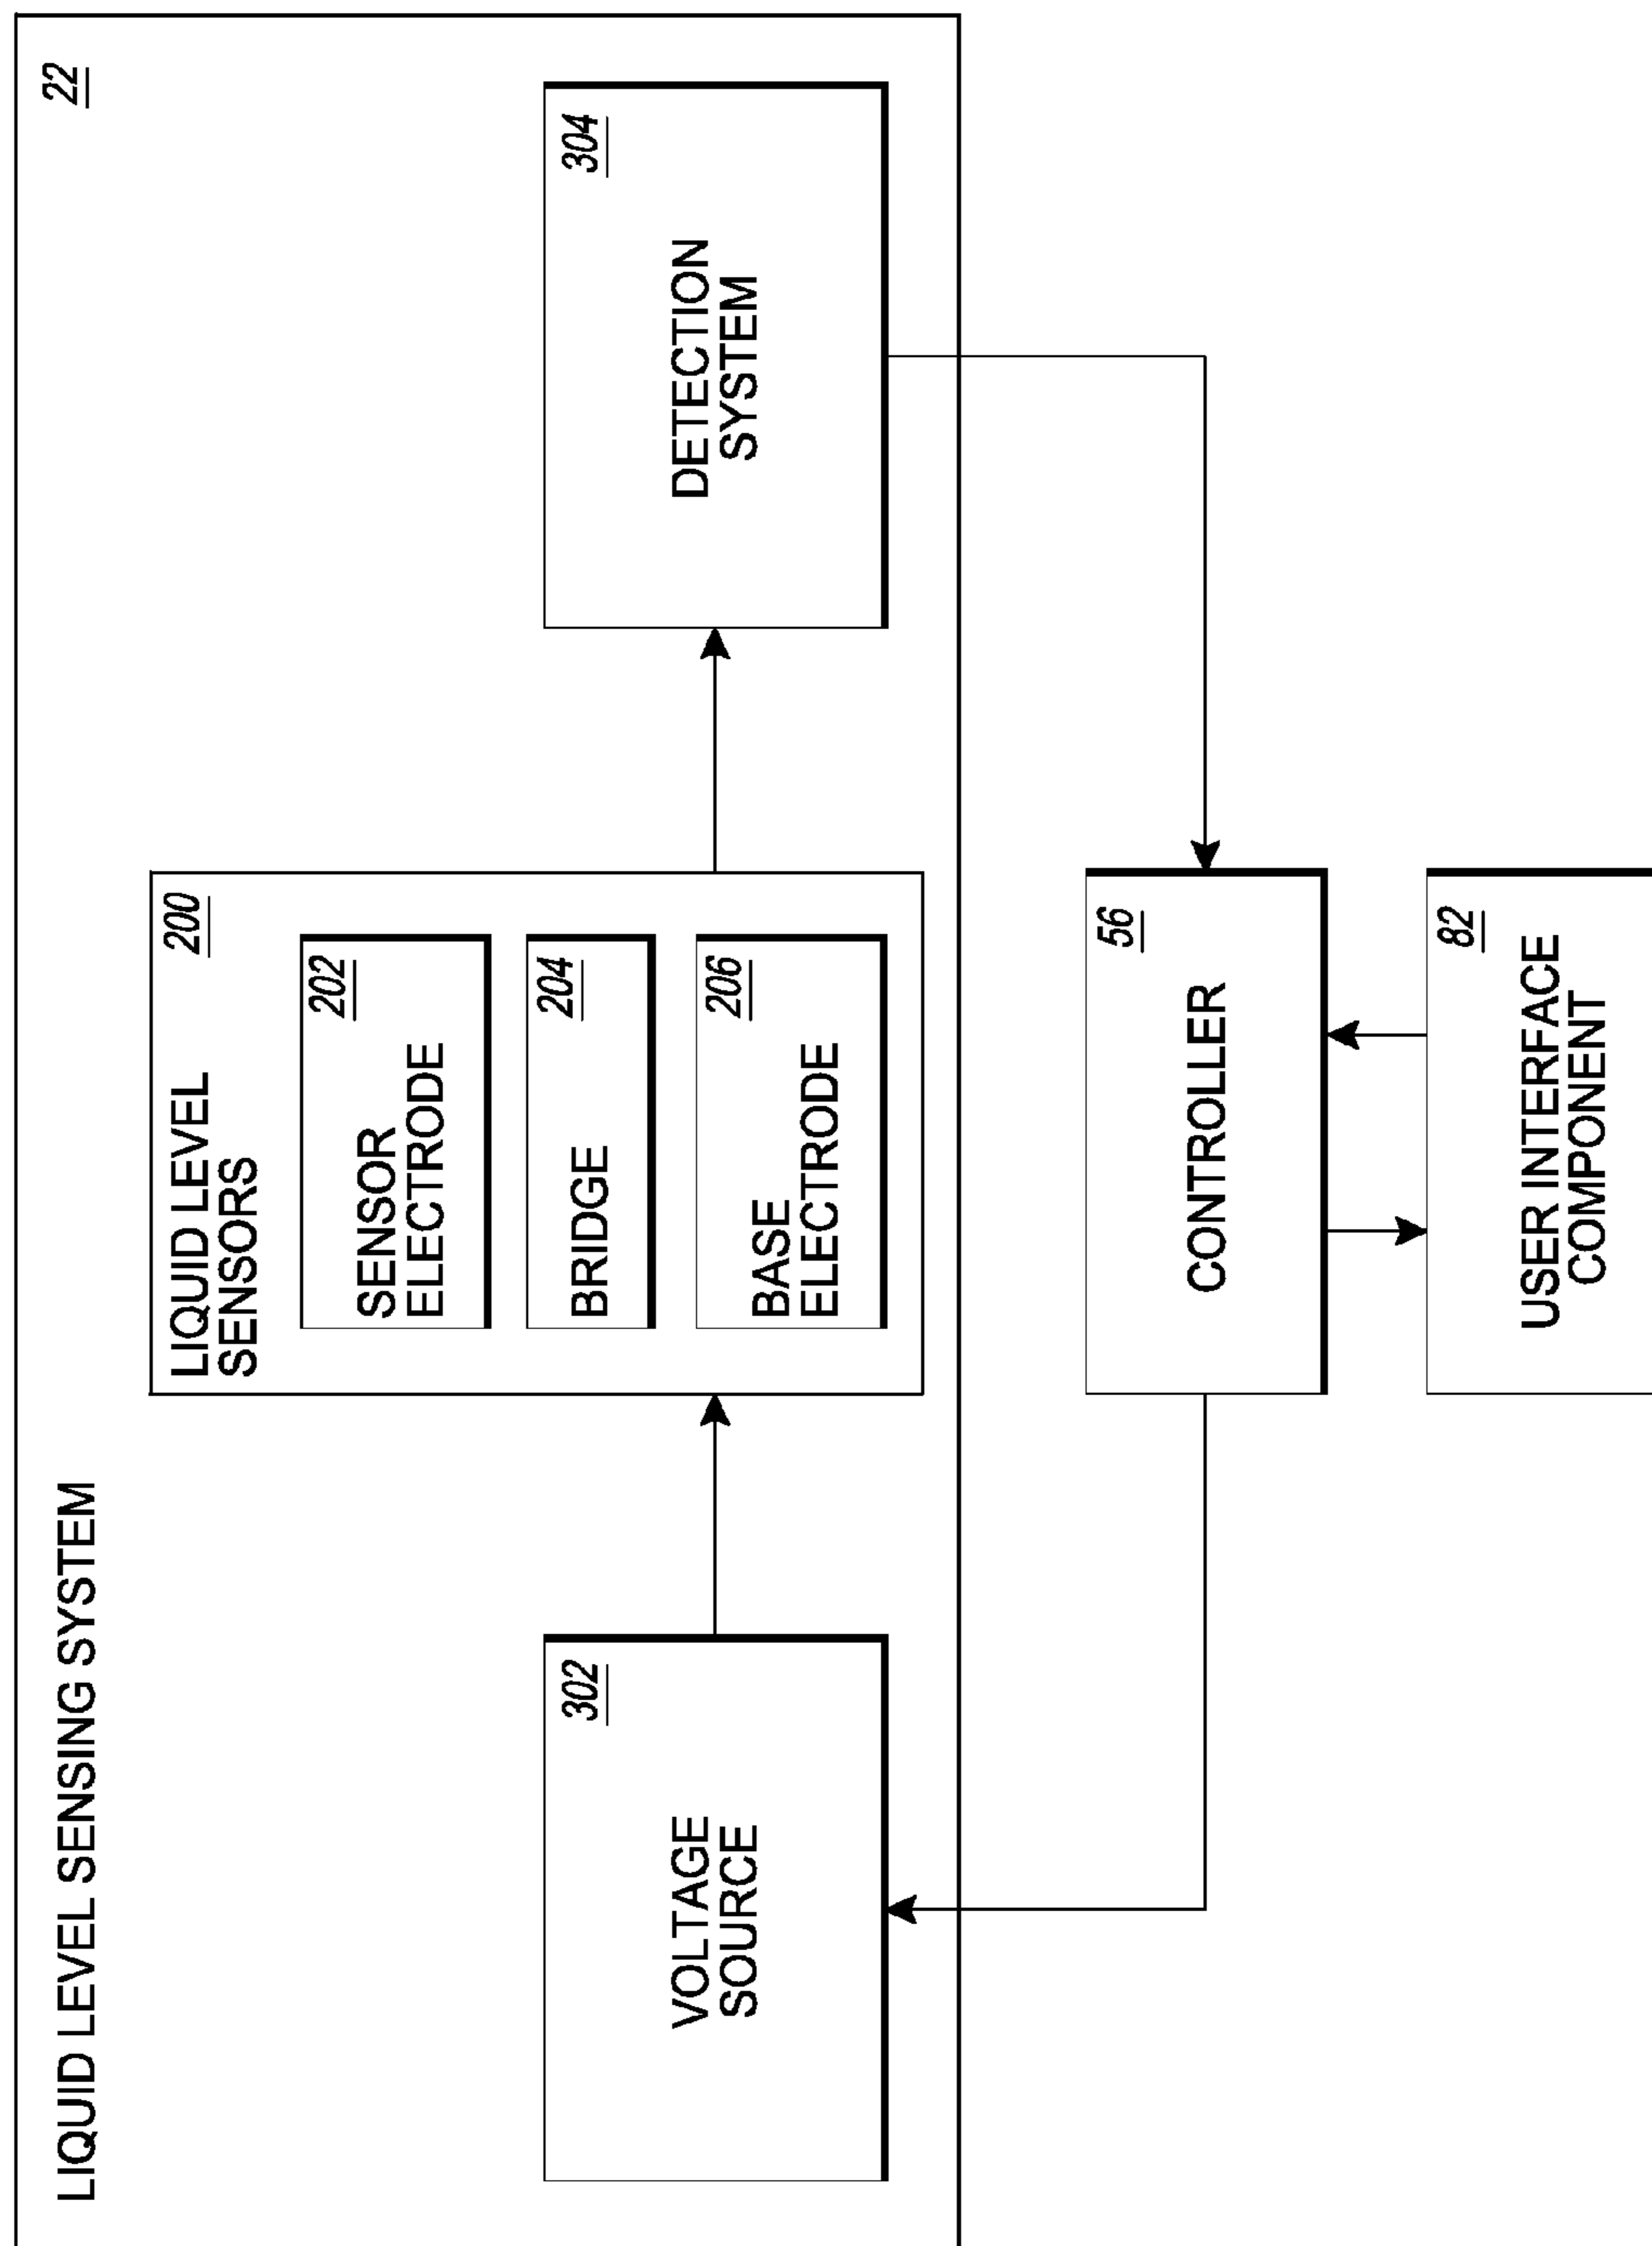 LIQUID LEVEL SENSING SYSTEM
22
LIQUID LEVEL
SENSORS
200
SENSOR
ELECTRODE
202
BRIDGE
204
BASE
ELECTRODE
206
VOLTAGE
SOURCE
302
DETECTION
SYSTEM
304
CONTROLLER
56
USER INTERFACE
COMPONENT
82